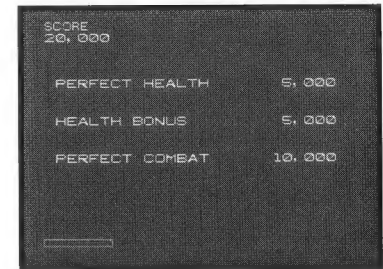 SCORE
20,000
PERFECT HEALTH 5,000
HEALTH BONUS 5,000
PERFECT COMBAT 10,000